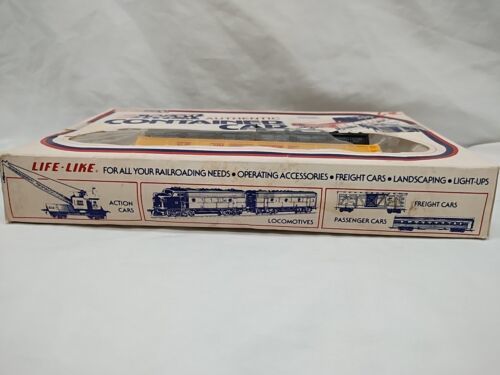 AUTHENTIC
CONTAINED
CAR
LIFE-LIKE®
FOR ALL YOUR RAILROADING NEEDS • OPERATING ACCESSORIES • FREIGHT CARS • LANDSCAPING • LIGHT-UPS
ACTION
CARS
LOCOMOTIVES
FREIGHT CARS
PASSENGER CARS